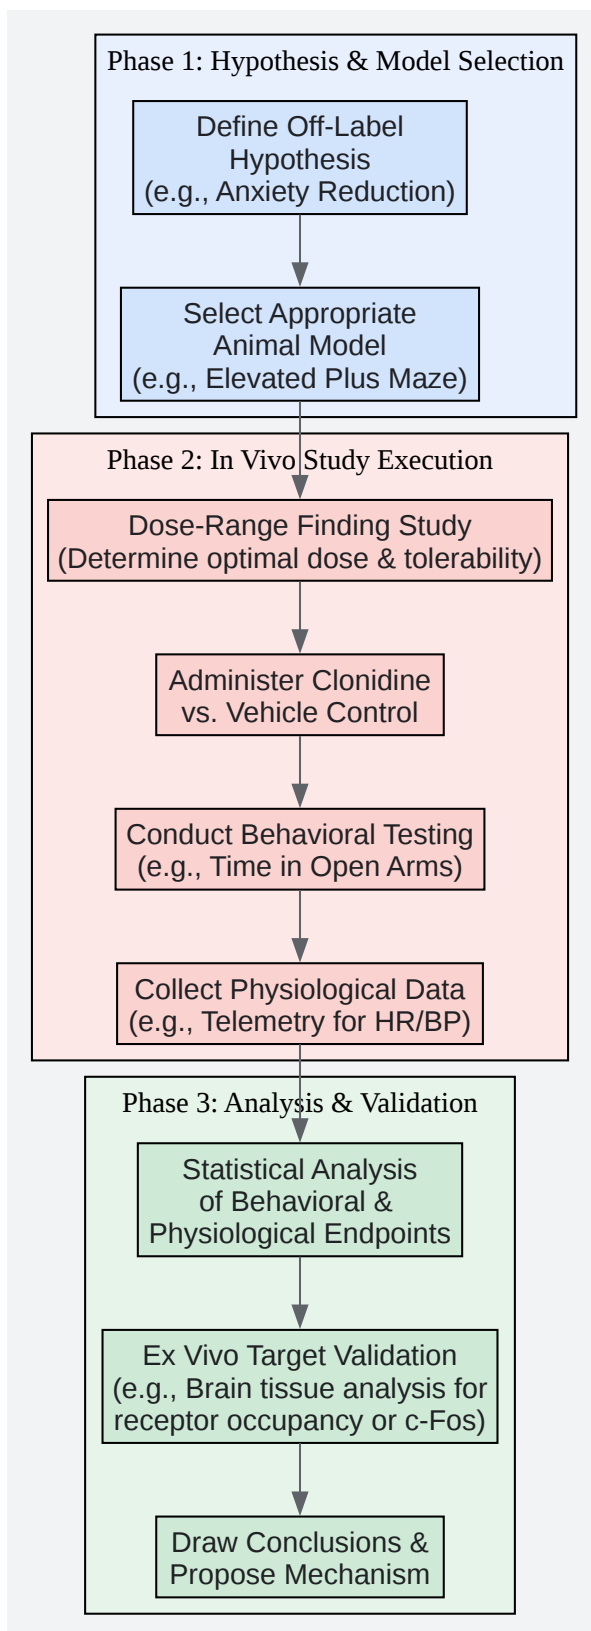 Phase 1: Hypothesis & Model Selection
Define Off-Label
Hypothesis
(e.g., Anxiety Reduction)
Select Appropriate
Animal Model
(e.g., Elevated Plus Maze)
Phase 2: In Vivo Study Execution
Dose-Range Finding Study
(Determine optimal dose & tolerability)
Administer Clonidine
vs. Vehicle Control
Conduct Behavioral Testing
(e.g., Time in Open Arms)
Collect Physiological Data
(e.g., Telemetry for HR/BP)
Phase 3: Analysis & Validation
Statistical Analysis
of Behavioral &
Physiological Endpoints
Ex Vivo Target Validation
(e.g., Brain tissue analysis for
receptor occupancy or c-Fos)
Draw Conclusions &
Propose Mechanism